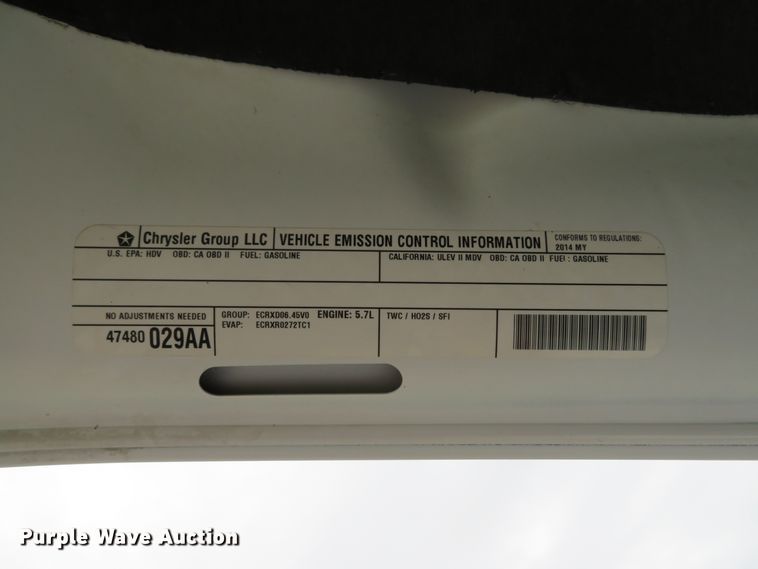 Chrysler Group LLC VEHICLE EMISSION CONTROL INFORMATION CONFORMS TO REGULATIONS:
2014 MY
U.S. EPA: HDV OBD: CA OBD II FUEL: GASOLINE CALIFORNIA: ULEV II MDV OBD: CA OBD II FUEL: GASOLINE
NO ADJUSTMENTS NEEDED GROUP: ECRXD06.45V0 ENGINE: 5.7L TWC / HO2S / SFI
EVAP: ECRXR0272TC1
47480 029AA
Purple Wave Auction